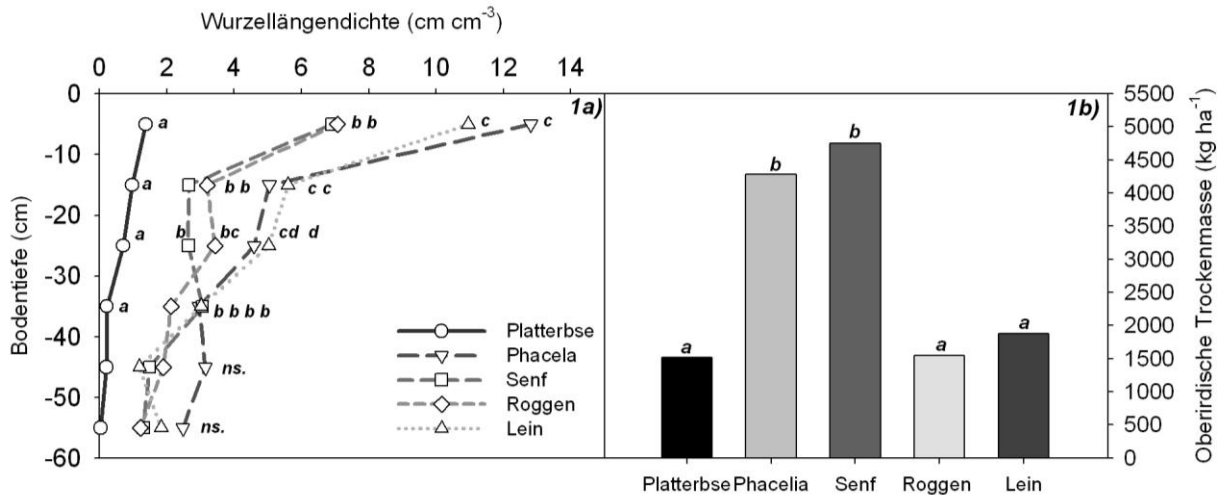 Wurzellängendichte (cm cm⁻³)
0 2 4 6 8 10 12 14
Bodentiefe (cm)
0
-10
-20
-30
-40
-50
-60
1a)
a b b c c
a b b c c
a b bc cd d
a b b b b
ns.
ns.
Platterbse
Phacela
Senf
Roggen
Lein
1b)
a b b a a
Platterbse Phacelia Senf Roggen Lein
5500
5000
4500
4000
3500
3000
2500
2000
1500
1000
500
0
Oberirdische Trockenmasse (kg ha⁻¹)